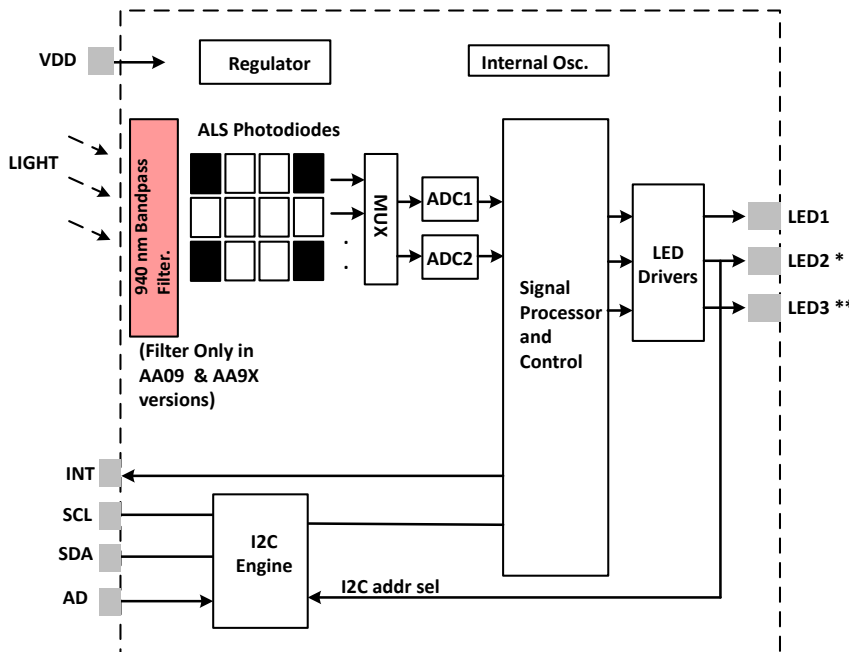 VDD
Regulator
Internal Osc.
LIGHT
940 nm Bandpass
Filter.
ALS Photodiodes
.
.
MUX
ADC1
ADC2
Signal
Processor
and
Control
LED
Drivers
LED1
LED2 *
LED3 **
(Filter Only in
AA09 & AA9X
versions)
INT
SCL
SDA
AD
I2C
Engine
I2C addr sel